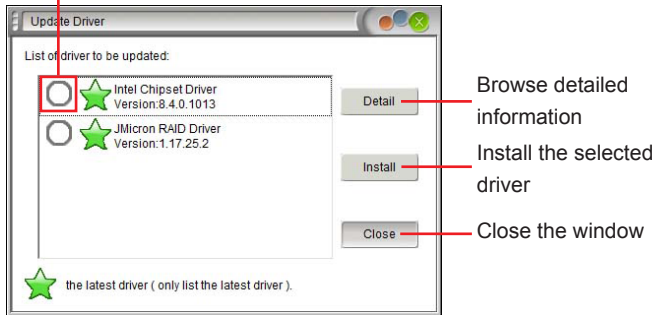 Update Driver
List of driver to be updated:
Intel Chipset Driver
Version:8.4.0.1013
JMicron RAID Driver
Version:1.17.25.2
Detail
Install
Close
Browse detailed
information
Install the selected
driver
Close the window
the latest driver ( only list the latest driver ).